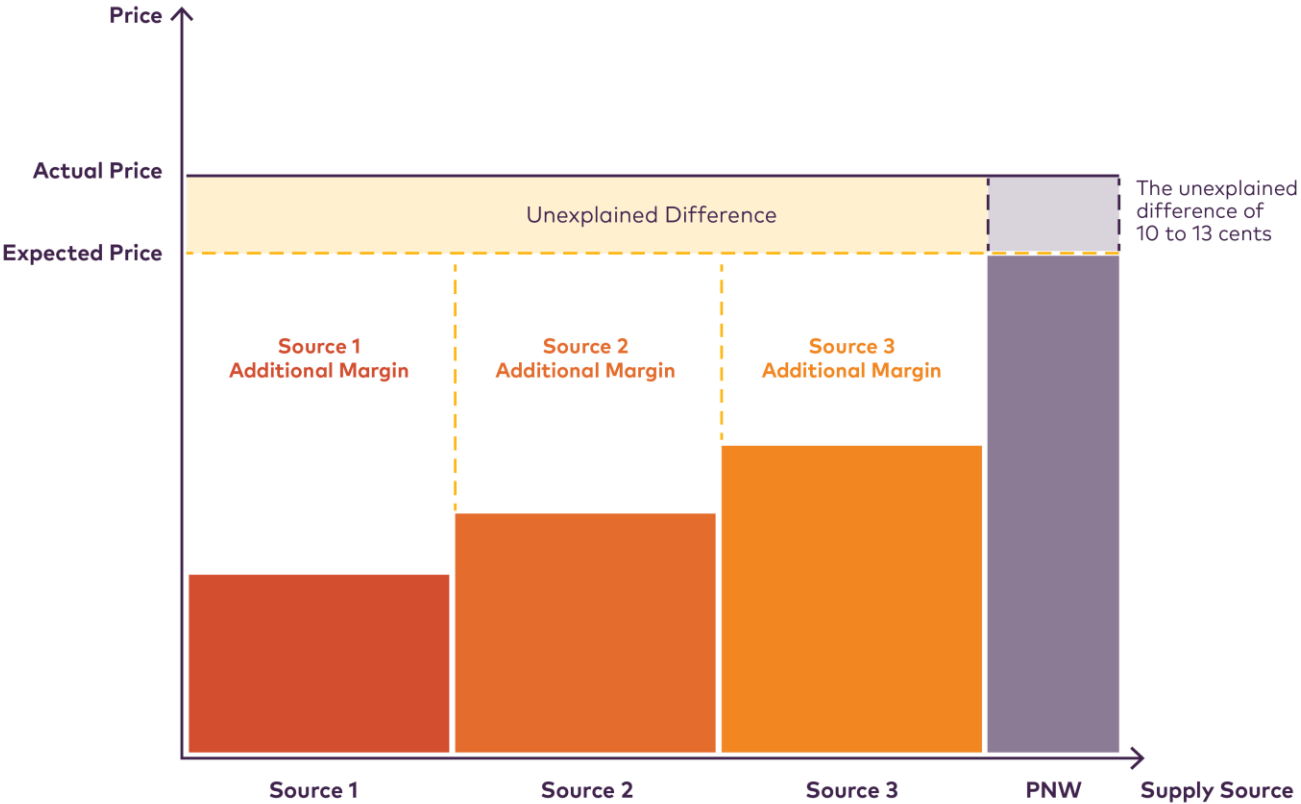 Price
Actual Price
Unexplained Difference
The unexplained
difference of
10 to 13 cents
Expected Price
Source 1
Additional Margin
Source 2
Additional Margin
Source 3
Additional Margin
Source 1
Source 2
Source 3
PNW
Supply Source